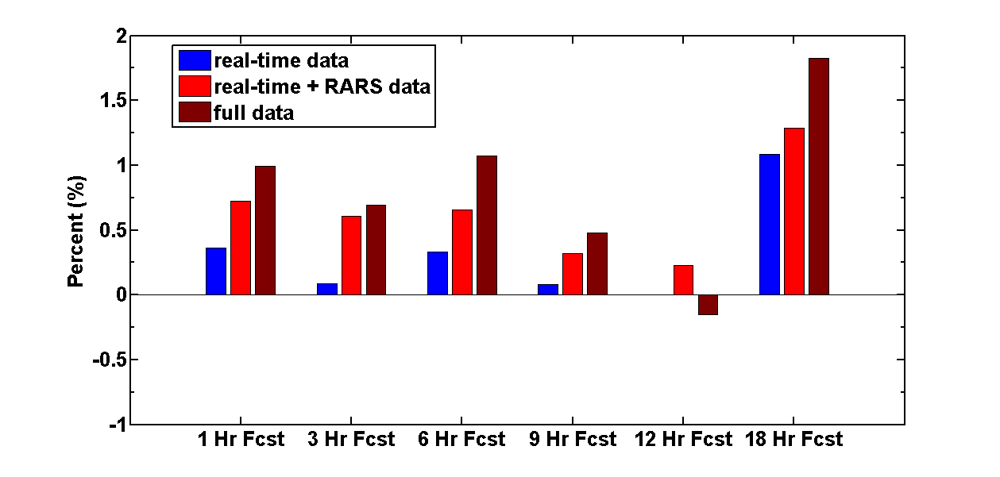 2
1.5
1
0.5
0
-0.5
-1
Percent (%)
real-time data
real-time + RARS data
full data
1 Hr Fcst 3 Hr Fcst 6 Hr Fcst 9 Hr Fcst 12 Hr Fcst 18 Hr Fcst